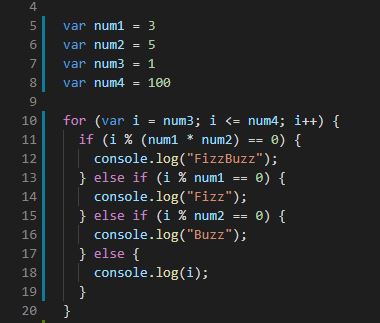 4
5 var num1 = 3
6 var num2 = 5
7 var num3 = 1
8 var num4 = 100
9
10 for (var i = num3; i <= num4; i++) {
11   if (i % (num1 * num2) == 0) {
12     console.log("FizzBuzz");
13   } else if (i % num1 == 0) {
14     console.log("Fizz");
15   } else if (i % num2 == 0) {
16     console.log("Buzz");
17   } else {
18     console.log(i);
19   }
20 }